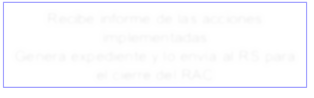 Recibe informe de las acciones
implementadas
Genera expediente y lo envía al RS para
el cierre del RAC